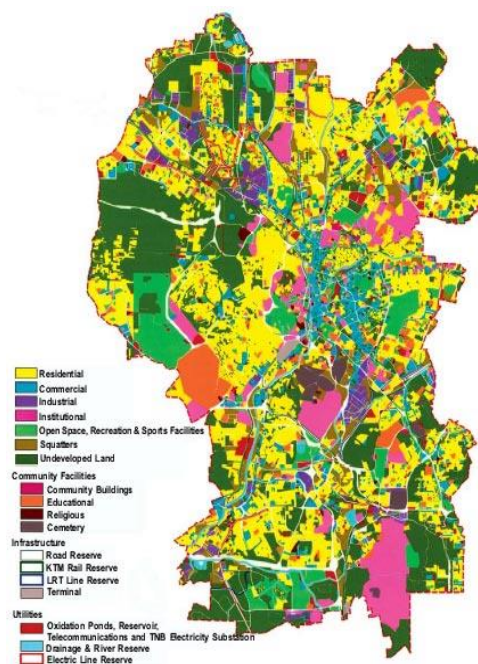 Residential
Commercial
Industrial
Institutional
Open Space, Recreation & Sports Facilities
Squatters
Undeveloped Land
Community Facilities
Community Buildings
Educational
Religious
Cemetery
Infrastructure
Road Reserve
KTM Rail Reserve
LRT Line Reserve
Terminal
Utilities
Oxidation Ponds, Reservoir,
Telecommunications and TNB Electricity Substation
Drainage & River Reserve
Electric Line Reserve